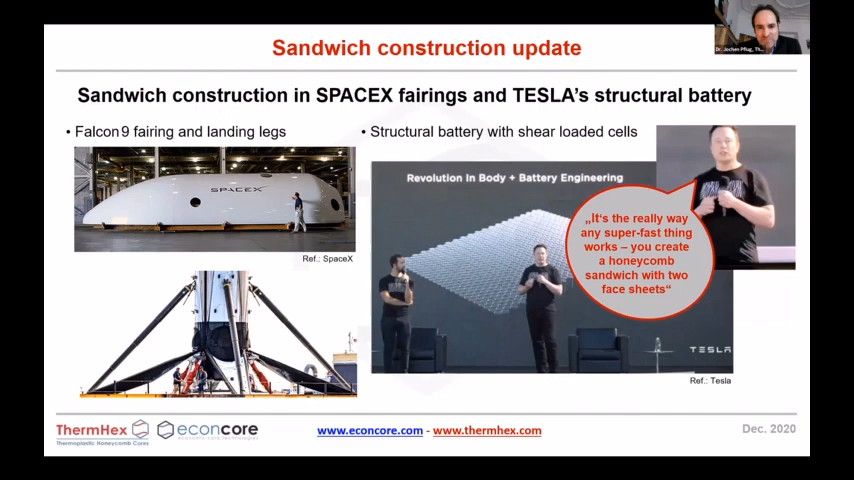 Dr. Jochen Pflug, Th...
Sandwich construction update
Sandwich construction in SPACEX fairings and TESLA's structural battery
• Falcon 9 fairing and landing legs
• Structural battery with shear loaded cells
SPACEX
Ref.: SpaceX
Revolution In Body + Battery Engineering
„It's the really way
any super-fast thing
works – you create
a honeycomb
sandwich with two
face sheets“
TESLA
Ref.: Tesla
ThermHex
Thermoplastic Honeycomb Cores
econcore
economic core technologies
www.econcore.com - www.thermhex.com
Dec. 2020